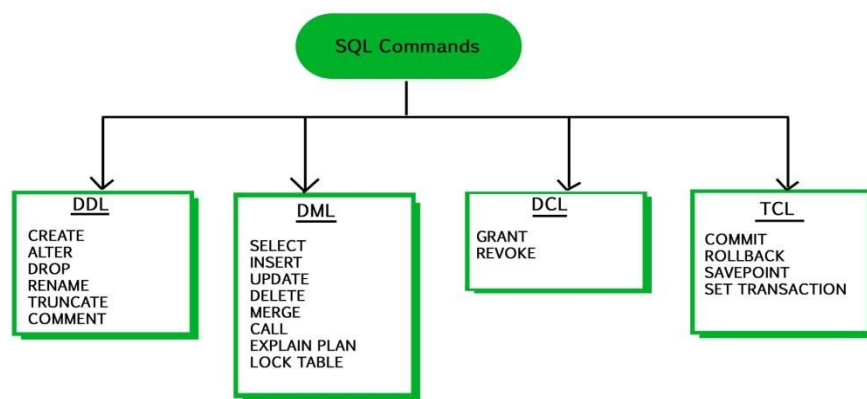 SQL Commands
DDL
CREATE
ALTER
DROP
RENAME
TRUNCATE
COMMENT
DML
SELECT
INSERT
UPDATE
DELETE
MERGE
CALL
EXPLAIN PLAN
LOCK TABLE
DCL
GRANT
REVOKE
TCL
COMMIT
ROLLBACK
SAVEPOINT
SET TRANSACTION